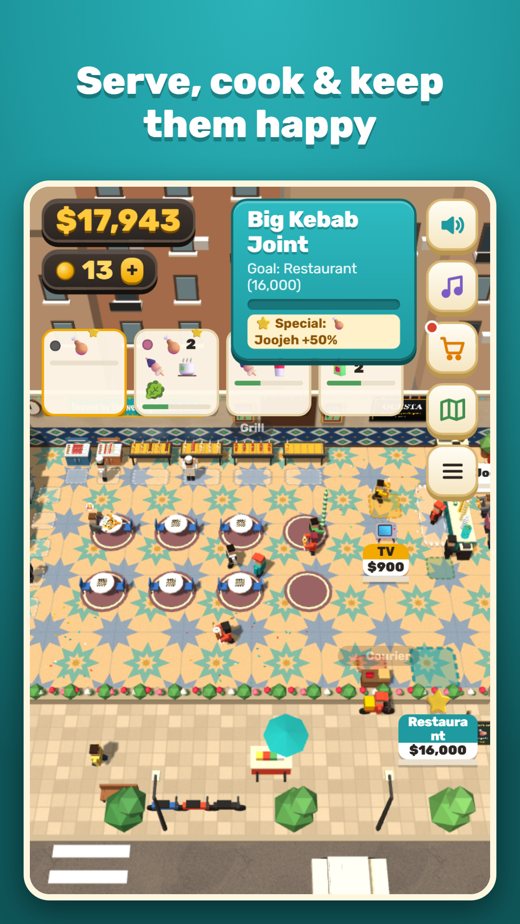 Serve, cook & keep
them happy
$17,943
13 +
Big Kebab
Joint
Goal: Restaurant
(16,000)
Special:
Joojeh +50%
2
2
Grill
TV
$900
Courier
Restaura
nt
$16,000